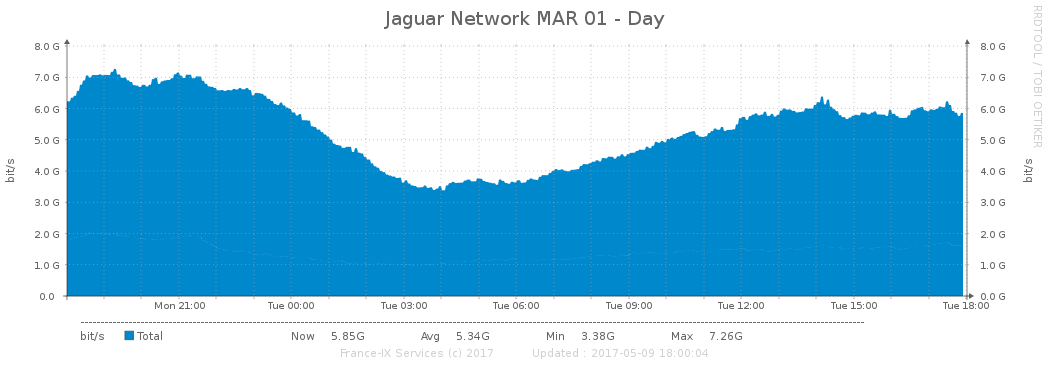 Jaguar Network MAR 01 - Day
RRDTOOL / TOBI OETIKER
bit/s
8.0 G 8.0 G
7.0 G 7.0 G
6.0 G 6.0 G
5.0 G 5.0 G
4.0 G 4.0 G
3.0 G 3.0 G
2.0 G 2.0 G
1.0 G 1.0 G
0.0 0.0 G
bit/s
Mon 21:00 Tue 00:00 Tue 03:00 Tue 06:00 Tue 09:00 Tue 12:00 Tue 15:00 Tue 18:00
bit/s Total Now 5.85G Avg 5.34G Min 3.38G Max 7.26G
France-IX Services (c) 2017 Updated : 2017-05-09 18:00:04